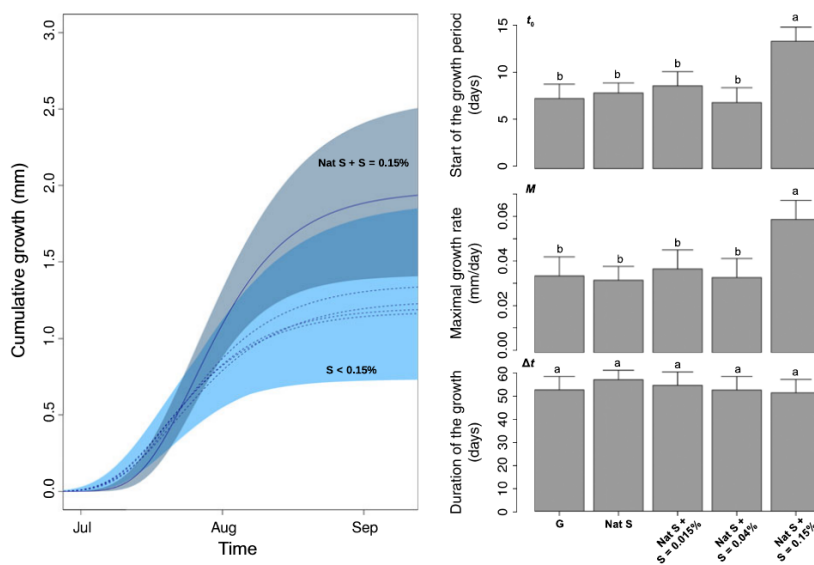 Cumulative growth (mm)
3.0
2.5
2.0
1.5
1.0
0.5
0.0
Nat S + S = 0.15%
S < 0.15%
Jul
Aug
Sep
Time
Start of the growth period
(days)
t₀
15
10
5
0
b
b
b
b
a
Maximal growth rate
(mm/day)
M
0.06
0.04
0.02
0.00
b
b
b
b
a
Duration of the growth
(days)
Δt
60
50
40
30
20
10
0
a
a
a
a
a
G
Nat S
Nat S +
S = 0.015%
Nat S +
S = 0.04%
Nat S +
S = 0.15%